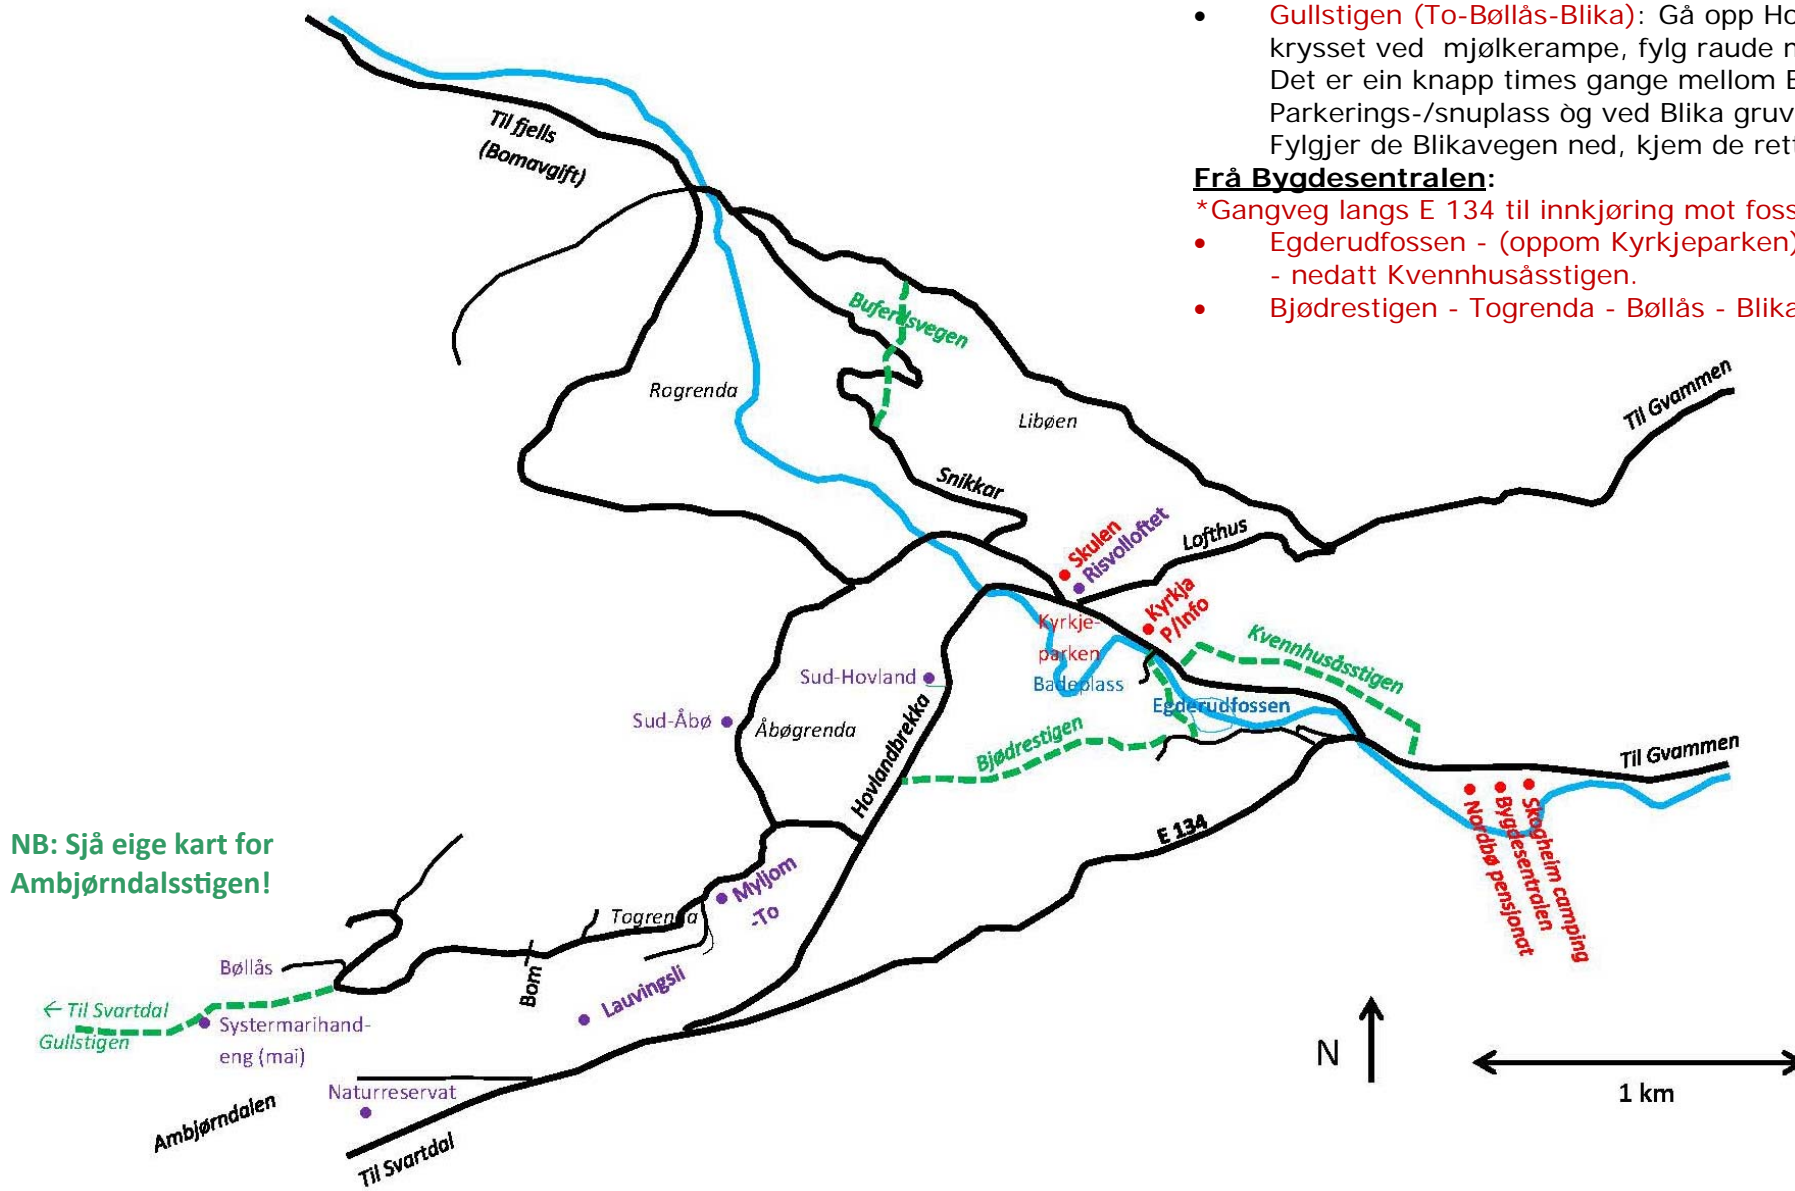 • Gullstigen (To-Bøllås-Blika): Gå opp Ho
krysset ved mjølkerampe, fylg raude
Det er ein knapp times gange mellom
Parkerings-/snuplass òg ved Blika gruv
Fylgjer de Blikavegen ned, kjem de rett
Frå Bygdesentralen:
*Gangveg langs E 134 til innkjøring mot foss
• Egderudfossen - (oppom Kyrkjeparken)
- nedatt Kvennhusåsstigen.
• Bjødrestigen - Togrenda - Bøllås - Blika
Til fjells
(Bomavgift)
Buferdsvegen
Rogrenda
Libøen
Til Gvammen
Snikkar
Skulen
Risvolloftet
Lofthus
Kyrkja
P/Info
Kyrkje-
parken
Badeplass
Kvennhusåsstigen
Sud-Hovland
Egderudfossen
Sud-Åbø
Åbøgrenda
Hovlandbrekka
Bjødrestigen
Til Gvammen
E 134
Nordbø pensjonat
Bygdesentralen
Skogheim camping
NB: Sjå eige kart for
Ambjørndalsstigen!
Myljom
-To
Togrenda
Bøllås
Bom
Lauvingsli
← Til Svartdal
Gullstigen
Systermarihand-
eng (mai)
Naturreservat
Ambjørndalen
Til Svartdal
N
1 km